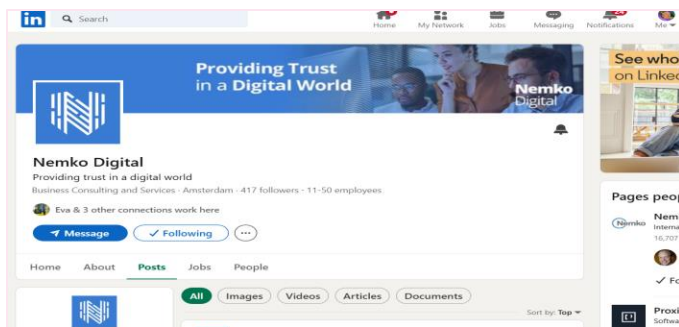 in
Search
Home
My Network
Jobs
Messaging
Notifications
Me
Providing Trust
in a Digital World
Nemko
Digital
Nemko Digital
Providing trust in a digital world
Business Consulting and Services · Amsterdam · 417 followers · 11-50 employees
Eva & 3 other connections work here
Message
Following
Home
About
Posts
Jobs
People
All
Images
Videos
Articles
Documents
Sort by: Top
See who
on Linke
Pages peop
Nemko
Nem
Interna
16,707
Fo
Proxi
Softwa